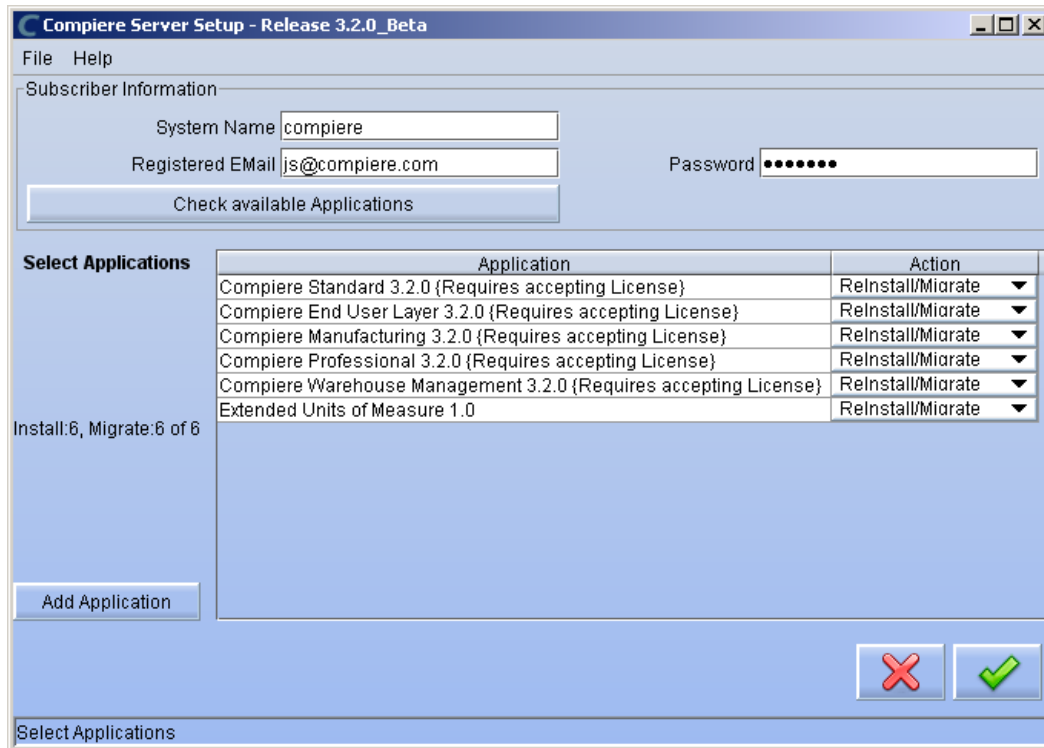 Compiere Server Setup - Release 3.2.0_Beta
File Help
Subscriber Information
System Name compiere
Registered EMail js@compiere.com Password •••••••
Check available Applications
Select Applications Application Action
Compiere Standard 3.2.0 {Requires accepting License} ReInstall/Migrate
Compiere End User Layer 3.2.0 {Requires accepting License} ReInstall/Migrate
Compiere Manufacturing 3.2.0 {Requires accepting License} ReInstall/Migrate
Compiere Professional 3.2.0 {Requires accepting License} ReInstall/Migrate
Compiere Warehouse Management 3.2.0 {Requires accepting License} ReInstall/Migrate
Extended Units of Measure 1.0 ReInstall/Migrate
Install:6, Migrate:6 of 6
Add Application
Select Applications